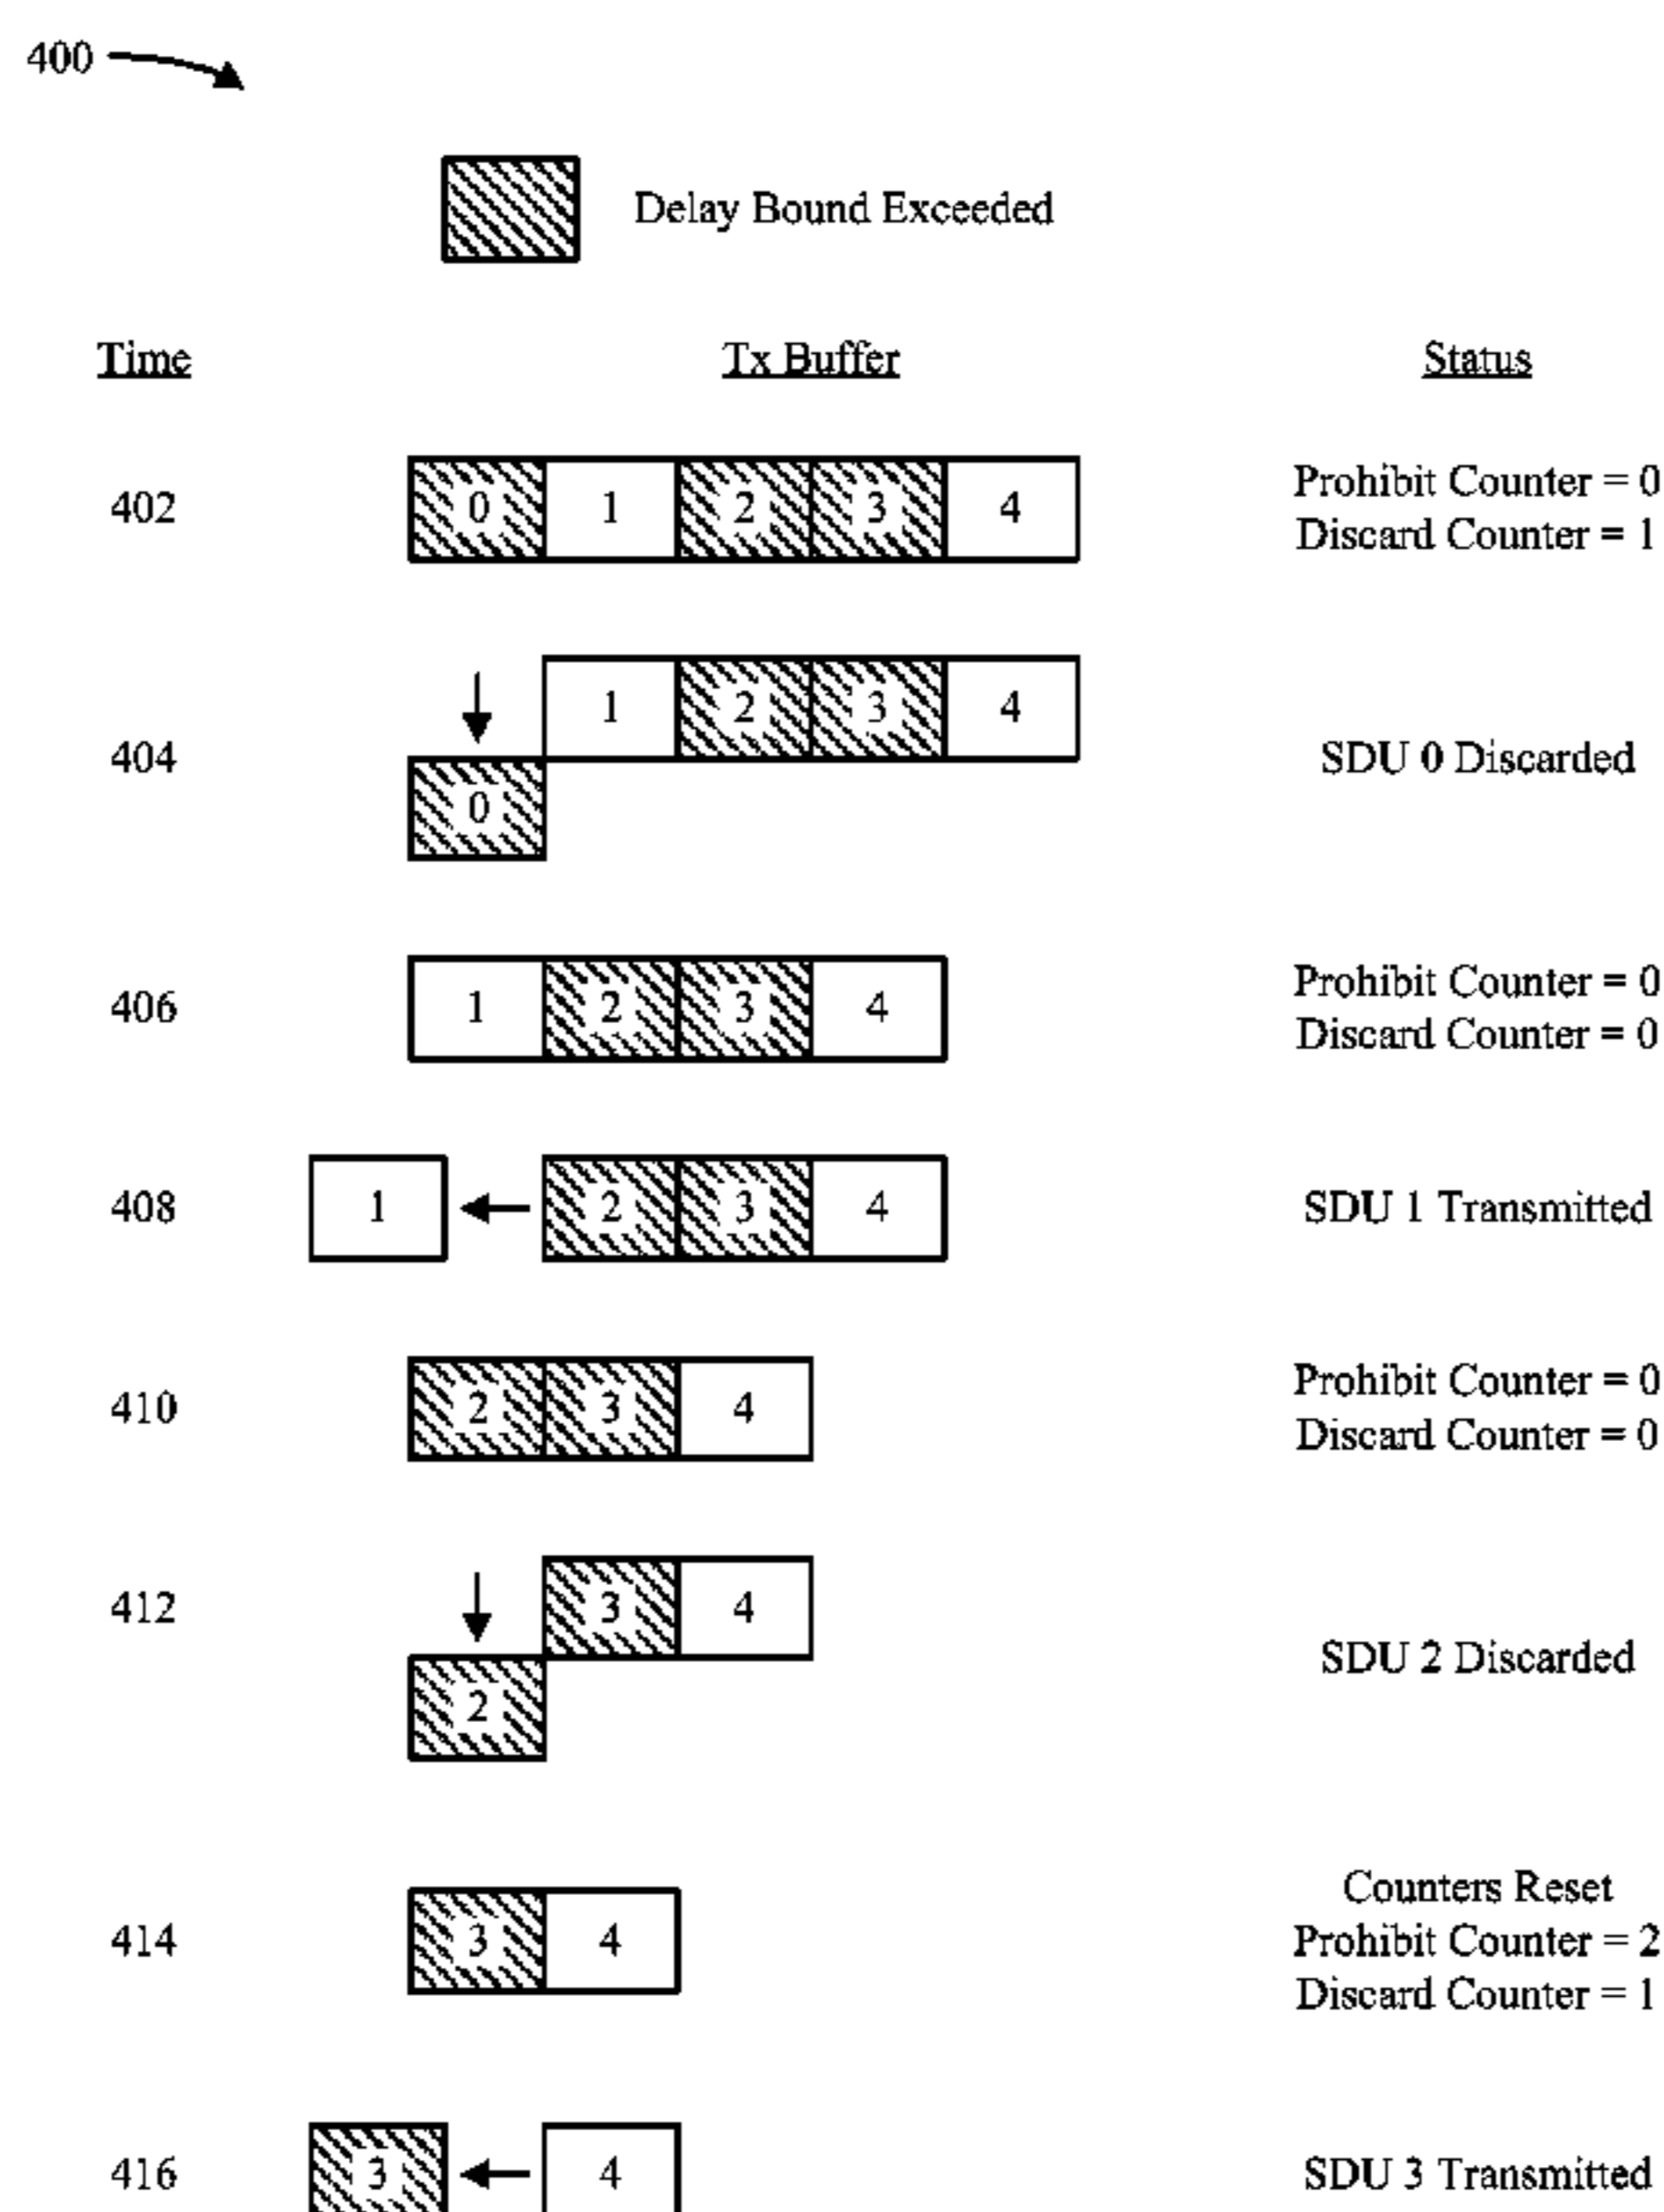 400
Delay Bound Exceeded
Time Tx Buffer Status
402 0 1 2 3 4 Prohibit Counter = 0
Discard Counter = 1
1 2 3 4
404 SDU 0 Discarded
0
406 1 2 3 4 Prohibit Counter = 0
Discard Counter = 0
408 1 2 3 4 SDU 1 Transmitted
410 2 3 4 Prohibit Counter = 0
Discard Counter = 0
412 3 4
SDU 2 Discarded
2
Counters Reset
414 3 4 Prohibit Counter = 2
Discard Counter = 1
416 3 4 SDU 3 Transmitted